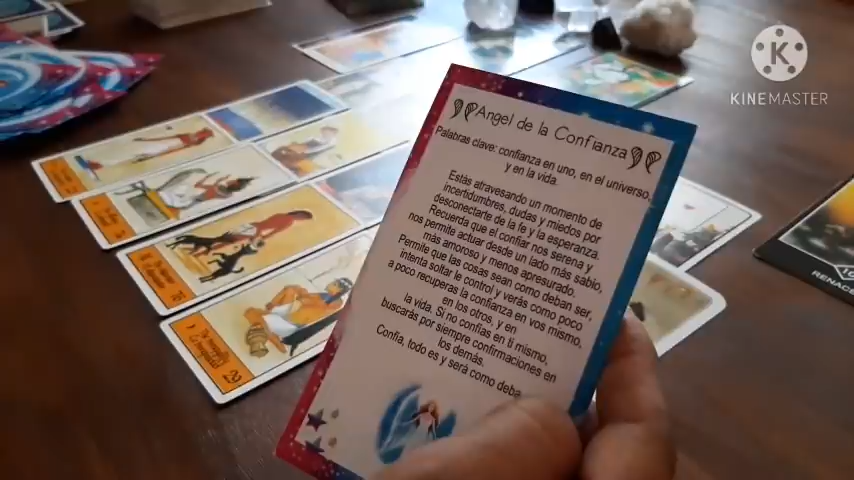 KINEMASTER
Angel de la Confianza
Palabras clave: confianza en uno, en el universo,
y en la vida.
Estás atravesando un momento de
incertidumbres, dudas y miedos por
desconectarte de la fe y la esperanza.
Recuerda que el confiar nos serena y
nos permite actuar desde un lado más sabio,
más amoroso y menos apresurado.
Permite que las cosas sean como deban ser,
intenta soltar le control y verás como poco
a poco recuperas la confianza en vos mismo,
en los otros, y en
la vida. Si no confías en ti mismo,
buscarás por siempre confirmaciones en
los demás.
Confía, todo es y será como deba
RENACE